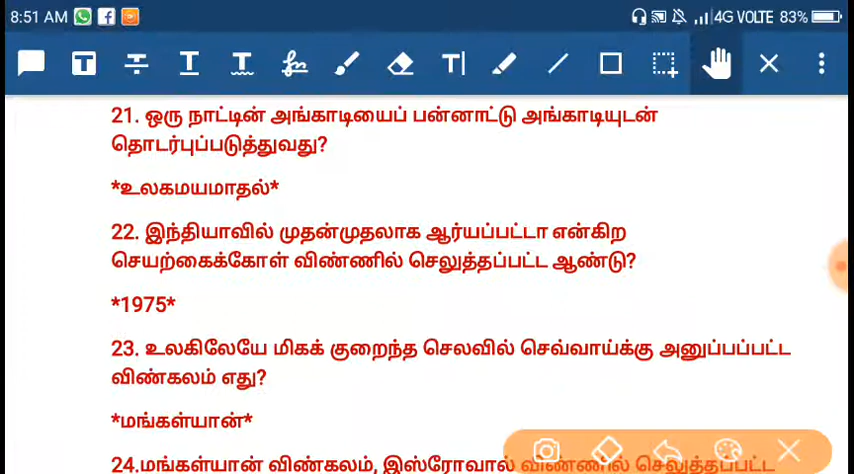 8:51 AM 4G VOLTE 83%
21. ஒரு நாட்டின் அங்காடியைப் பன்னாட்டு அங்காடியுடன்
தொடர்புப்படுத்துவது?
*உலகமயமாதல்*
22. இந்தியாவில் முதன்முதலாக ஆர்யப்பட்டா என்கிற
செயற்கைக்கோள் விண்ணில் செலுத்தப்பட்ட ஆண்டு?
*1975*
23. உலகிலேயே மிகக் குறைந்த செலவில் செவ்வாய்க்கு அனுப்பப்பட்ட
விண்கலம் எது?
*மங்கள்யான்*
24.மங்கள்யான் விண்கலம், இஸ்ரோவால் விண்ணில் செலுத்தப்பட்ட